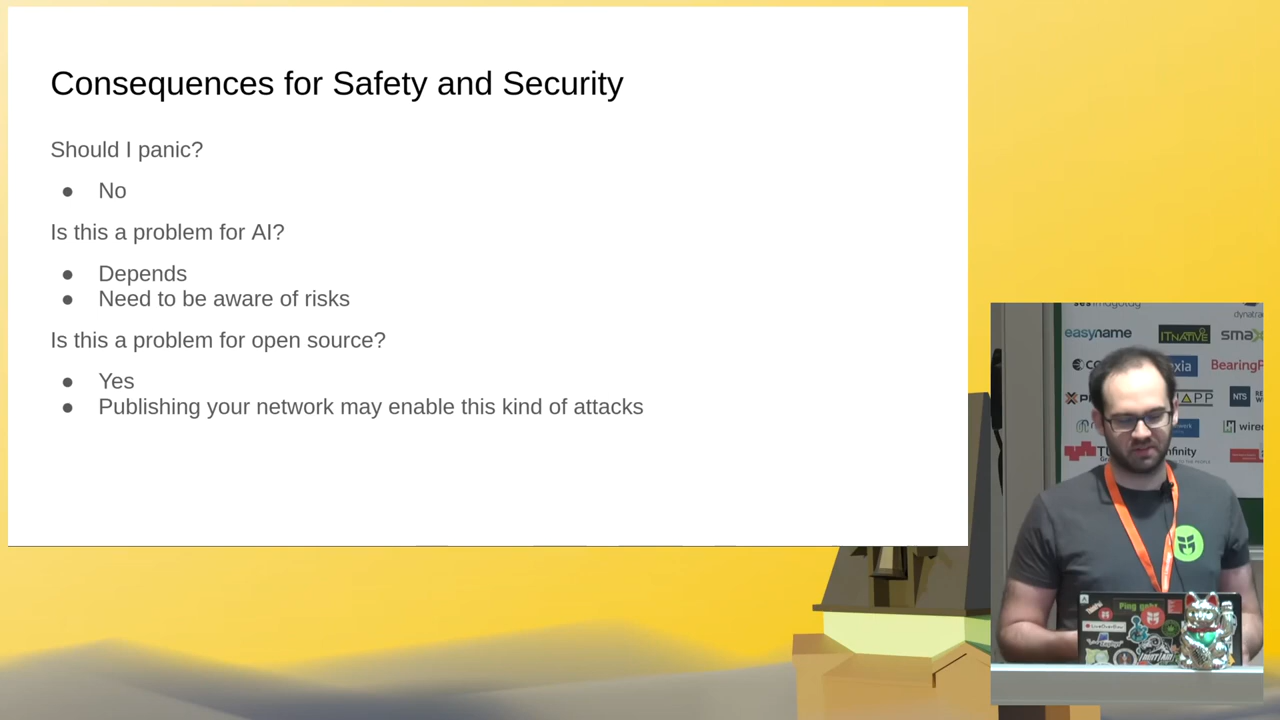 Consequences for Safety and Security
Should I panic?
● No
Is this a problem for AI?
● Depends
● Need to be aware of risks
Is this a problem for open source?
● Yes
● Publishing your network may enable this kind of attacks
easyname
ITNATIVE
NTS
Ping